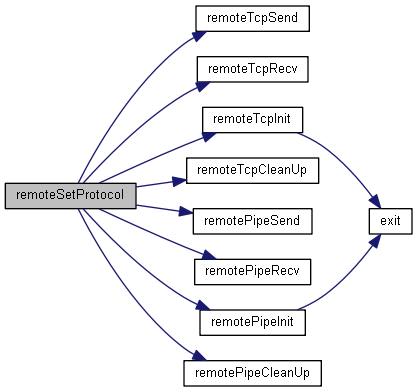 remoteTcpSend
remoteTcpRecv
remoteTcpInit
remoteTcpCleanUp
remoteSetProtocol
remotePipeSend
exit
remotePipeRecv
remotePipeInit
remotePipeCleanUp